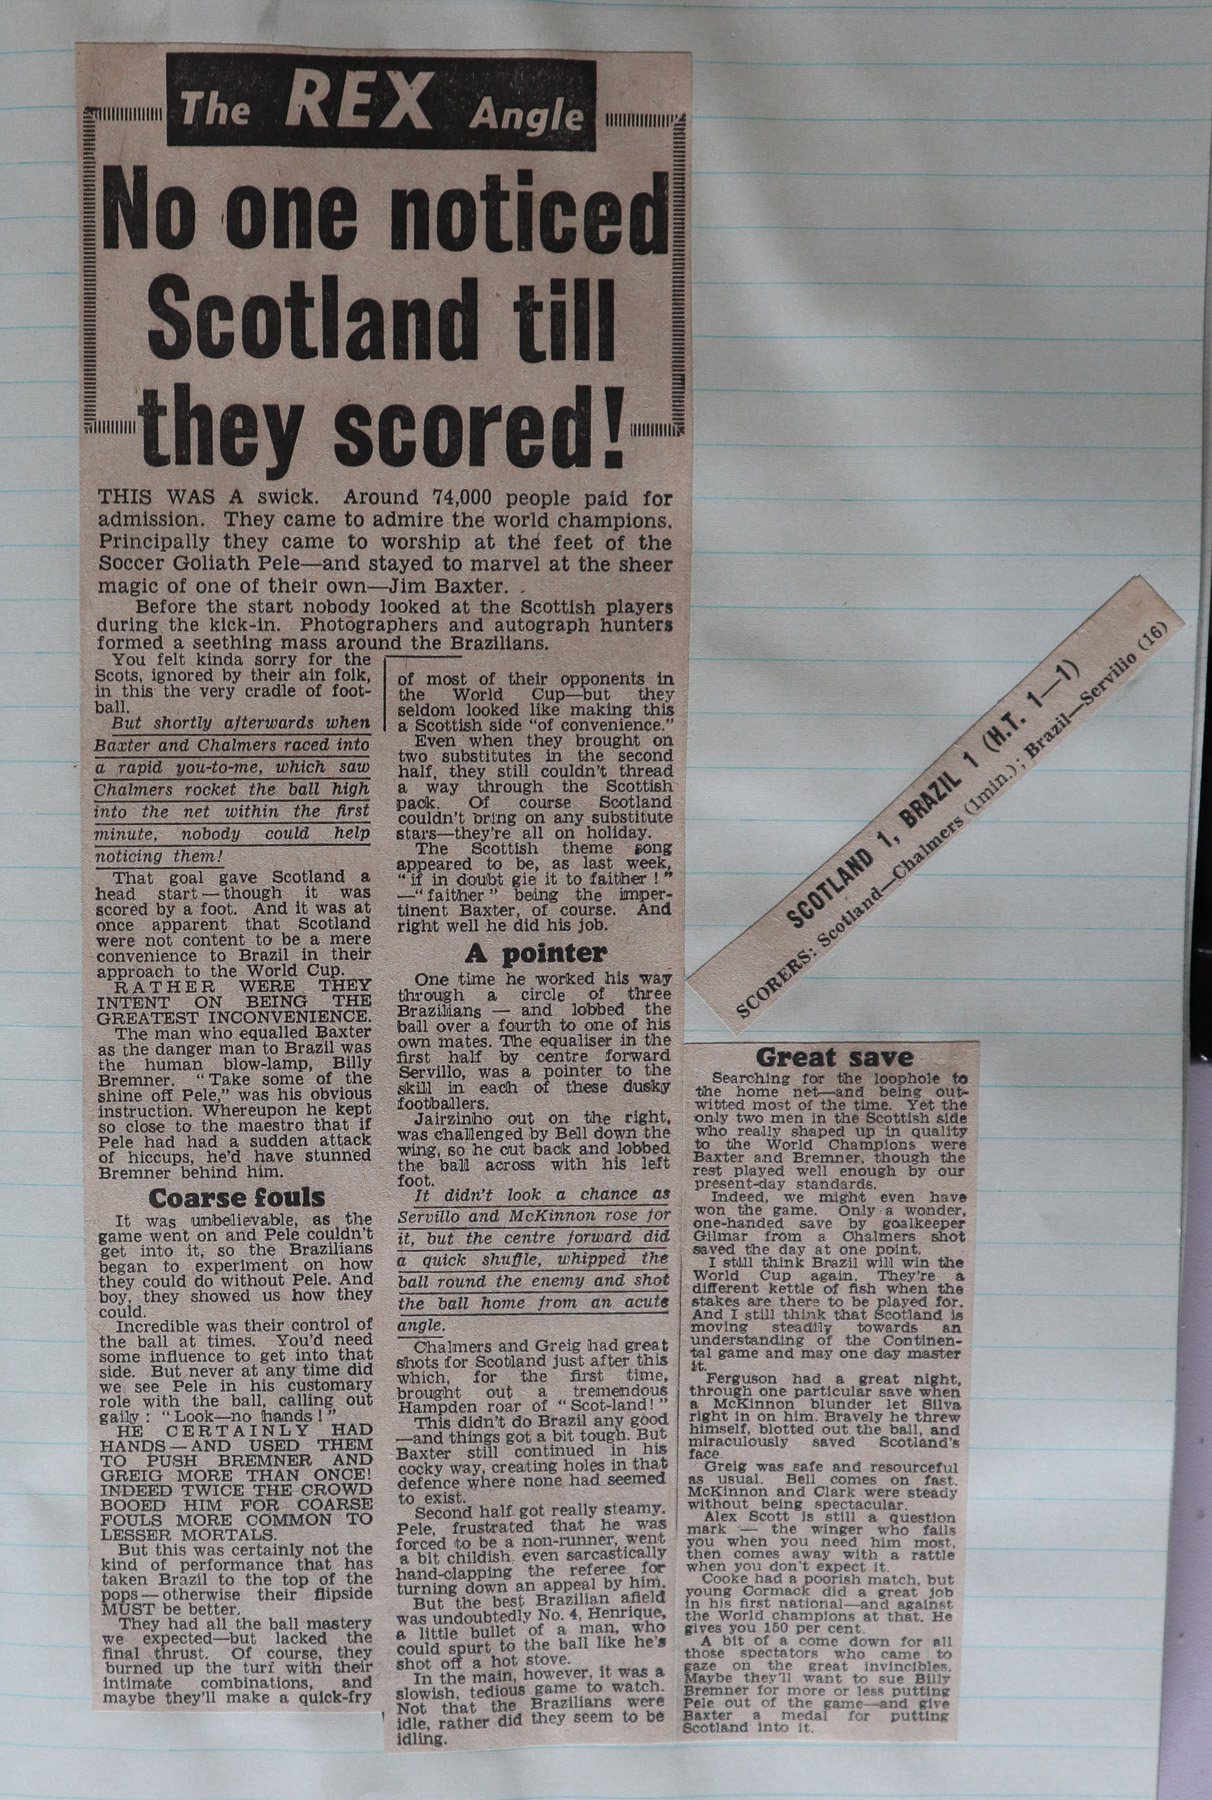 The REX Angle
No one noticed
Scotland till
they scored!
THIS WAS A swick. Around 74,000 people paid for
admission. They came to admire the world champions.
Principally they came to worship at the feet of the
Soccer Goliath Pele—and stayed to marvel at the sheer
magic of one of their own—Jim Baxter.
Before the start nobody looked at the Scottish players
during the kick-in. Photographers and autograph hunters
formed a seething mass around the Brazilians.
You felt kinda sorry for the
Scots, ignored by their ain folk,
in this the very cradle of foot-
ball.
But shortly afterwards when
Baxter and Chalmers raced into
a rapid you-to-me, which saw
Chalmers rocket the ball high
into the net within the first
minute, nobody could help
noticing them!
That goal gave Scotland a
head start—though it was
scored by a foot. And it was at
once apparent that Scotland
were not content to be a mere
convenience to Brazil in their
approach to the World Cup.
RATHER WERE THEY
INTENT ON BEING THE
GREATEST INCONVENIENCE.
The man who equalled Baxter
as the danger man to Brazil was
the human blow-lamp, Billy
Bremner. "Take some of the
shine off Pele," was his obvious
instruction. Whereupon he kept
so close to the maestro that if
Pele had had a sudden attack
of hiccups, he'd have stunned
Bremner behind him.
Coarse fouls
It was unbelievable, as the
game went on and Pele couldn't
get into it, so the Brazilians
began to experiment on how
they could do without Pele. And
boy, they showed us how they
could.
Incredible was their control of
the ball at times. You'd need
some influence to get into that
side. But never at any time did
we see Pele in his customary
role with the ball, calling out
gaily: "Look—no hands!"
HE CERTAINLY HAD
HANDS—AND USED THEM
TO PUSH BREMNER AND
GREIG MORE THAN ONCE!
INDEED TWICE THE CROWD
BOOED HIM FOR COARSE
FOULS MORE COMMON TO
LESSER MORTALS.
But this was certainly not the
kind of performance that has
taken Brazil to the top of the
pops—otherwise their flipside
MUST be better.
They had all the ball mastery
we expected—but lacked the
final thrust. Of course, they
burned up the turf with their
intimate combinations, and
maybe they'll make a quick-fry
of most of their opponents in
the World Cup—but they
seldom looked like making this
a Scottish side "of convenience."
Even when they brought on
two substitutes in the second
half, they still couldn't thread
a way through the Scottish
pack. Of course Scotland
couldn't bring on any substitute
stars—they're all on holiday.
The Scottish theme song
appeared to be, as last week,
"if in doubt gie it to faither!"
—"faither" being the imper-
tinent Baxter, of course. And
right well he did his job.
A pointer
One time he worked his way
through a circle of three
Brazilians — and lobbed the
ball over a fourth to one of his
own mates. The equaliser in the
first half by centre forward
Servillo, was a pointer to the
skill in each of these dusky
footballers.
Jairzinho out on the right,
was challenged by Bell down the
wing, so he cut back and lobbed
the ball across with his left
foot.
It didn't look a chance as
Servillo and McKinnon rose for
it, but the centre forward did
a quick shuffle, whipped the
ball round the enemy and shot
the ball home from an acute
angle.
Chalmers and Greig had great
shots for Scotland just after this
which, for the first time,
brought out a tremendous
Hampden roar of "Scot-land!"
This didn't do Brazil any good
—and things got a bit tough. But
Baxter still continued in his
cocky way, creating holes in that
defence where none had seemed
to exist.
Second half got really steamy.
Pele, frustrated that he was
forced to be a non-runner, went
a bit childish even sarcastically
hand-clapping the referee for
turning down an appeal by him.
But the best Brazilian afield
was undoubtedly No. 4, Henrique,
a little bullet of a man, who
could spurt to the ball like he's
shot off a hot stove.
In the main, however, it was a
slowish, tedious game to watch.
Not that the Brazilians were
idle, rather did they seem to be
idling.
SCOTLAND 1, BRAZIL 1 (H.T. 1—1)
SCORERS: Scotland—Chalmers (1min.); Brazil—Servilio (16)
Great save
Searching for the loophole to
the home net—and being out-
witted most of the time. Yet the
only two men in the Scottish side
who really shaped up in quality
to the World Champions were
Baxter and Bremner, though the
rest played well enough by our
present-day standards.
Indeed, we might even have
won the game. Only a wonder,
one-handed save by goalkeeper
Gilmar from a Chalmers shot
saved the day at one point.
I still think Brazil will win the
World Cup again. They're a
different kettle of fish when the
stakes are there to be played for.
And I still think that Scotland is
moving steadily towards an
understanding of the Continen-
tal game and may one day master
it.
Ferguson had a great night,
through one particular save when
a McKinnon blunder let Silva
right in on him. Bravely he threw
himself, blotted out the ball, and
miraculously saved Scotland's
face.
Greig was safe and resourceful
as usual. Bell comes on fast.
McKinnon and Clark were steady
without being spectacular.
Alex Scott is still a question
mark — the winger who fails
you when you need him most,
then comes away with a rattle
when you don't expect it.
Cooke had a poorish match, but
young Cormack did a great job
in his first national—and against
the World champions at that. He
gives you 150 per cent.
A bit of a come down for all
those spectators who came to
gaze on the great invincibles.
Maybe they'll want to sue Billy
Bremner for more or less putting
Pele out of the game—and give
Baxter a medal for putting
Scotland into it.